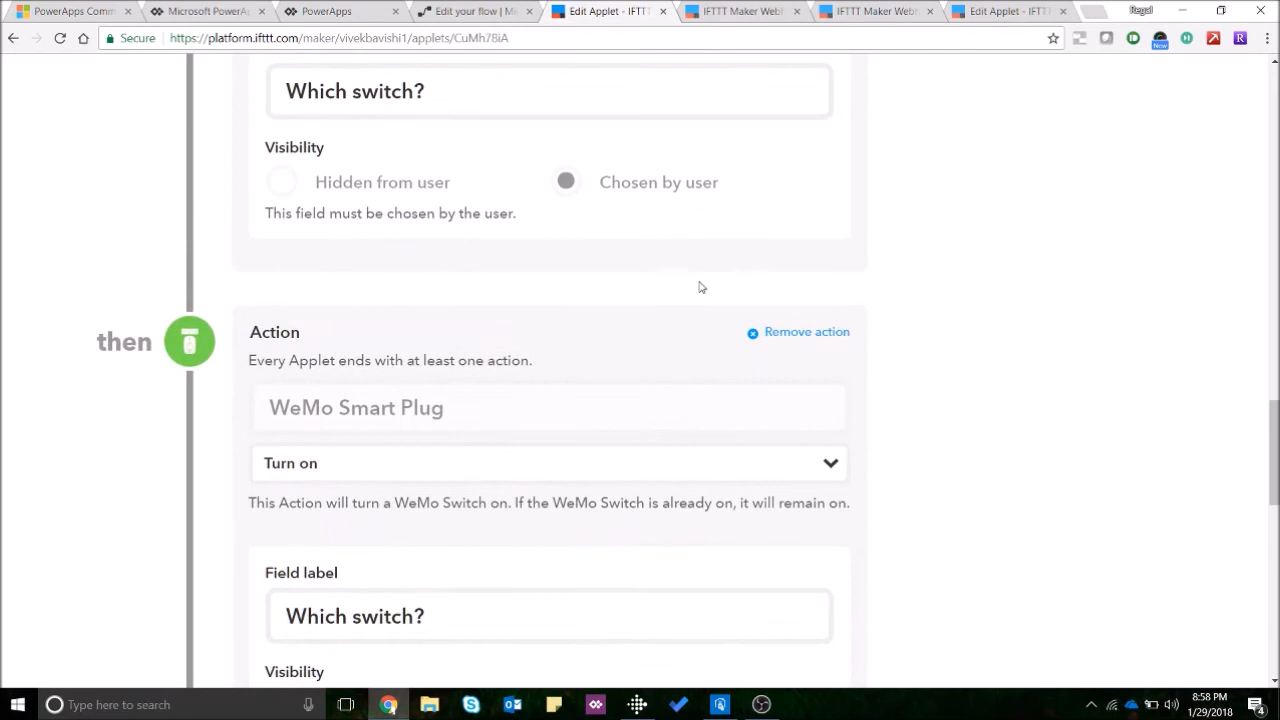 PowerApps Comm
Microsoft PowerA
PowerApps
Edit your flow | Mi
Edit Applet - IFTTT
IFTTT Maker Webh
IFTTT Maker Webh
Edit Applet - IFTTT
Secure
https://platform.ifttt.com/maker/vivekbavishi1/applets/CuMh78iA
New
Which switch?
Visibility
Hidden from user
Chosen by user
This field must be chosen by the user.
then
Action
Remove action
Every Applet ends with at least one action.
WeMo Smart Plug
Turn on
This Action will turn a WeMo Switch on. If the WeMo Switch is already on, it will remain on.
Field label
Which switch?
Visibility
Type here to search
8:58 PM
1/29/2018
4